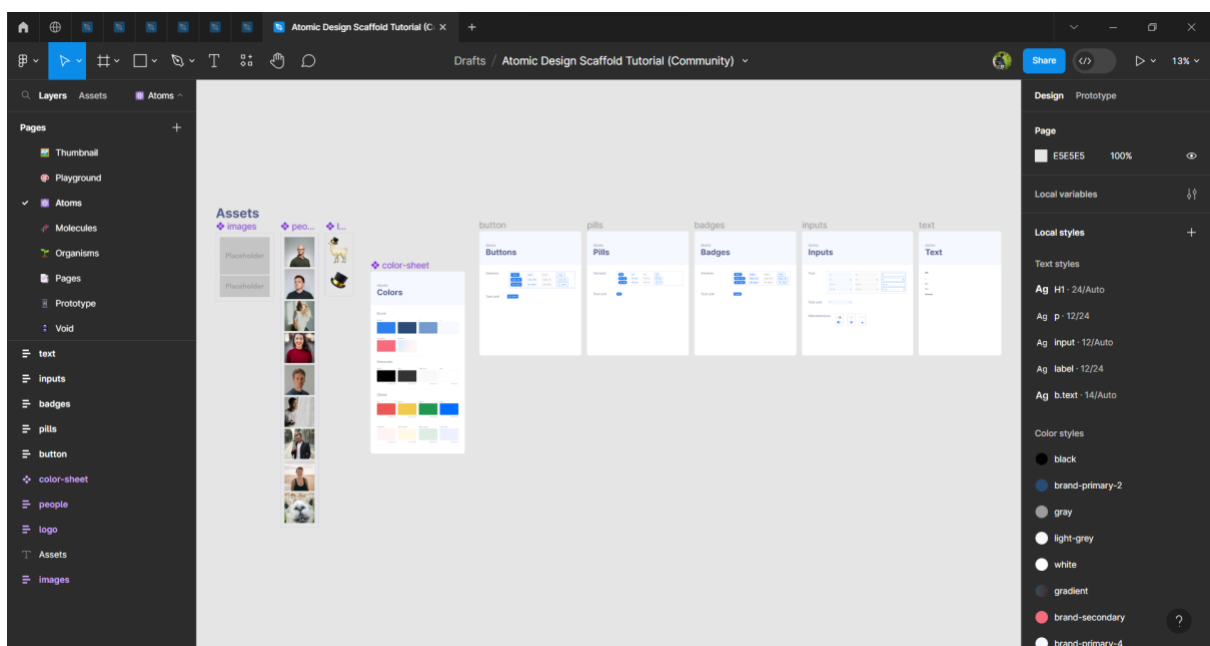 Atomic Design Scaffold Tutorial (C
Drafts / Atomic Design Scaffold Tutorial (Community)
Share
13%
Layers Assets Atoms
Design Prototype
Pages
Thumbnail
Playground
Atoms
Molecules
Organisms
Pages
Prototype
Void
text
inputs
badges
pills
button
color-sheet
people
logo
Assets
images
Assets
images
peo...
l...
Placeholder
Placeholder
color-sheet
Colors
button
Buttons
pills
Pills
badges
Badges
inputs
Inputs
text
Text
Page
E5E5E5 100%
Local variables
Local styles
Text styles
Ag H1 · 24/Auto
Ag p · 12/24
Ag input · 12/Auto
Ag label · 12/24
Ag b.text · 14/Auto
Color styles
black
brand-primary-2
gray
light-grey
white
gradient
brand-secondary
brand-primary-4
?